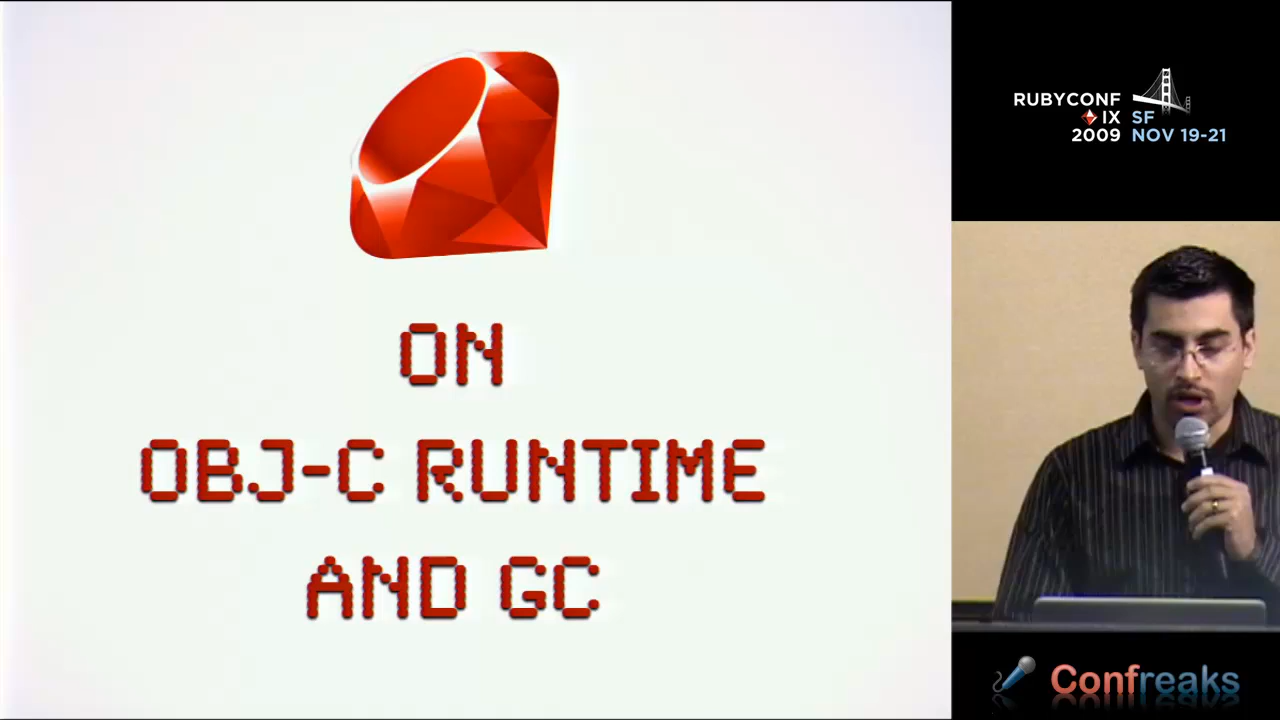 ON
OBJ-C RUNTIME
AND GC
RUBYCONF
IX SF
2009 NOV 19-21
Confreaks